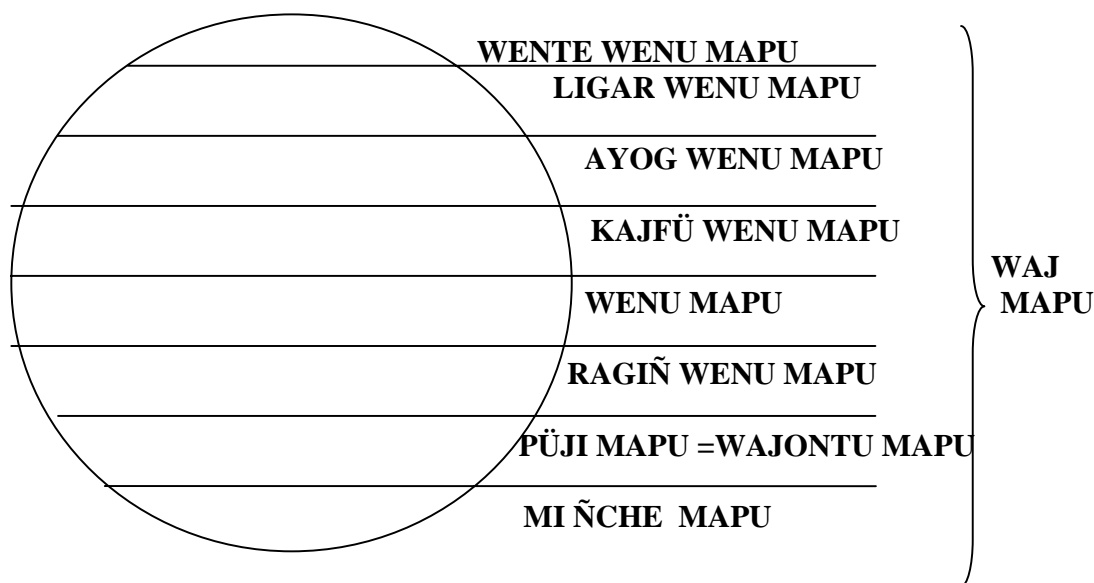 WENTE WENU MAPU
LIGAR WENU MAPU
AYOG WENU MAPU
KAJFÜ WENU MAPU
WENU MAPU
RAGIÑ WENU MAPU
PÜJI MAPU =WAJONTU MAPU
MI ÑCHE  MAPU
WAJ
MAPU